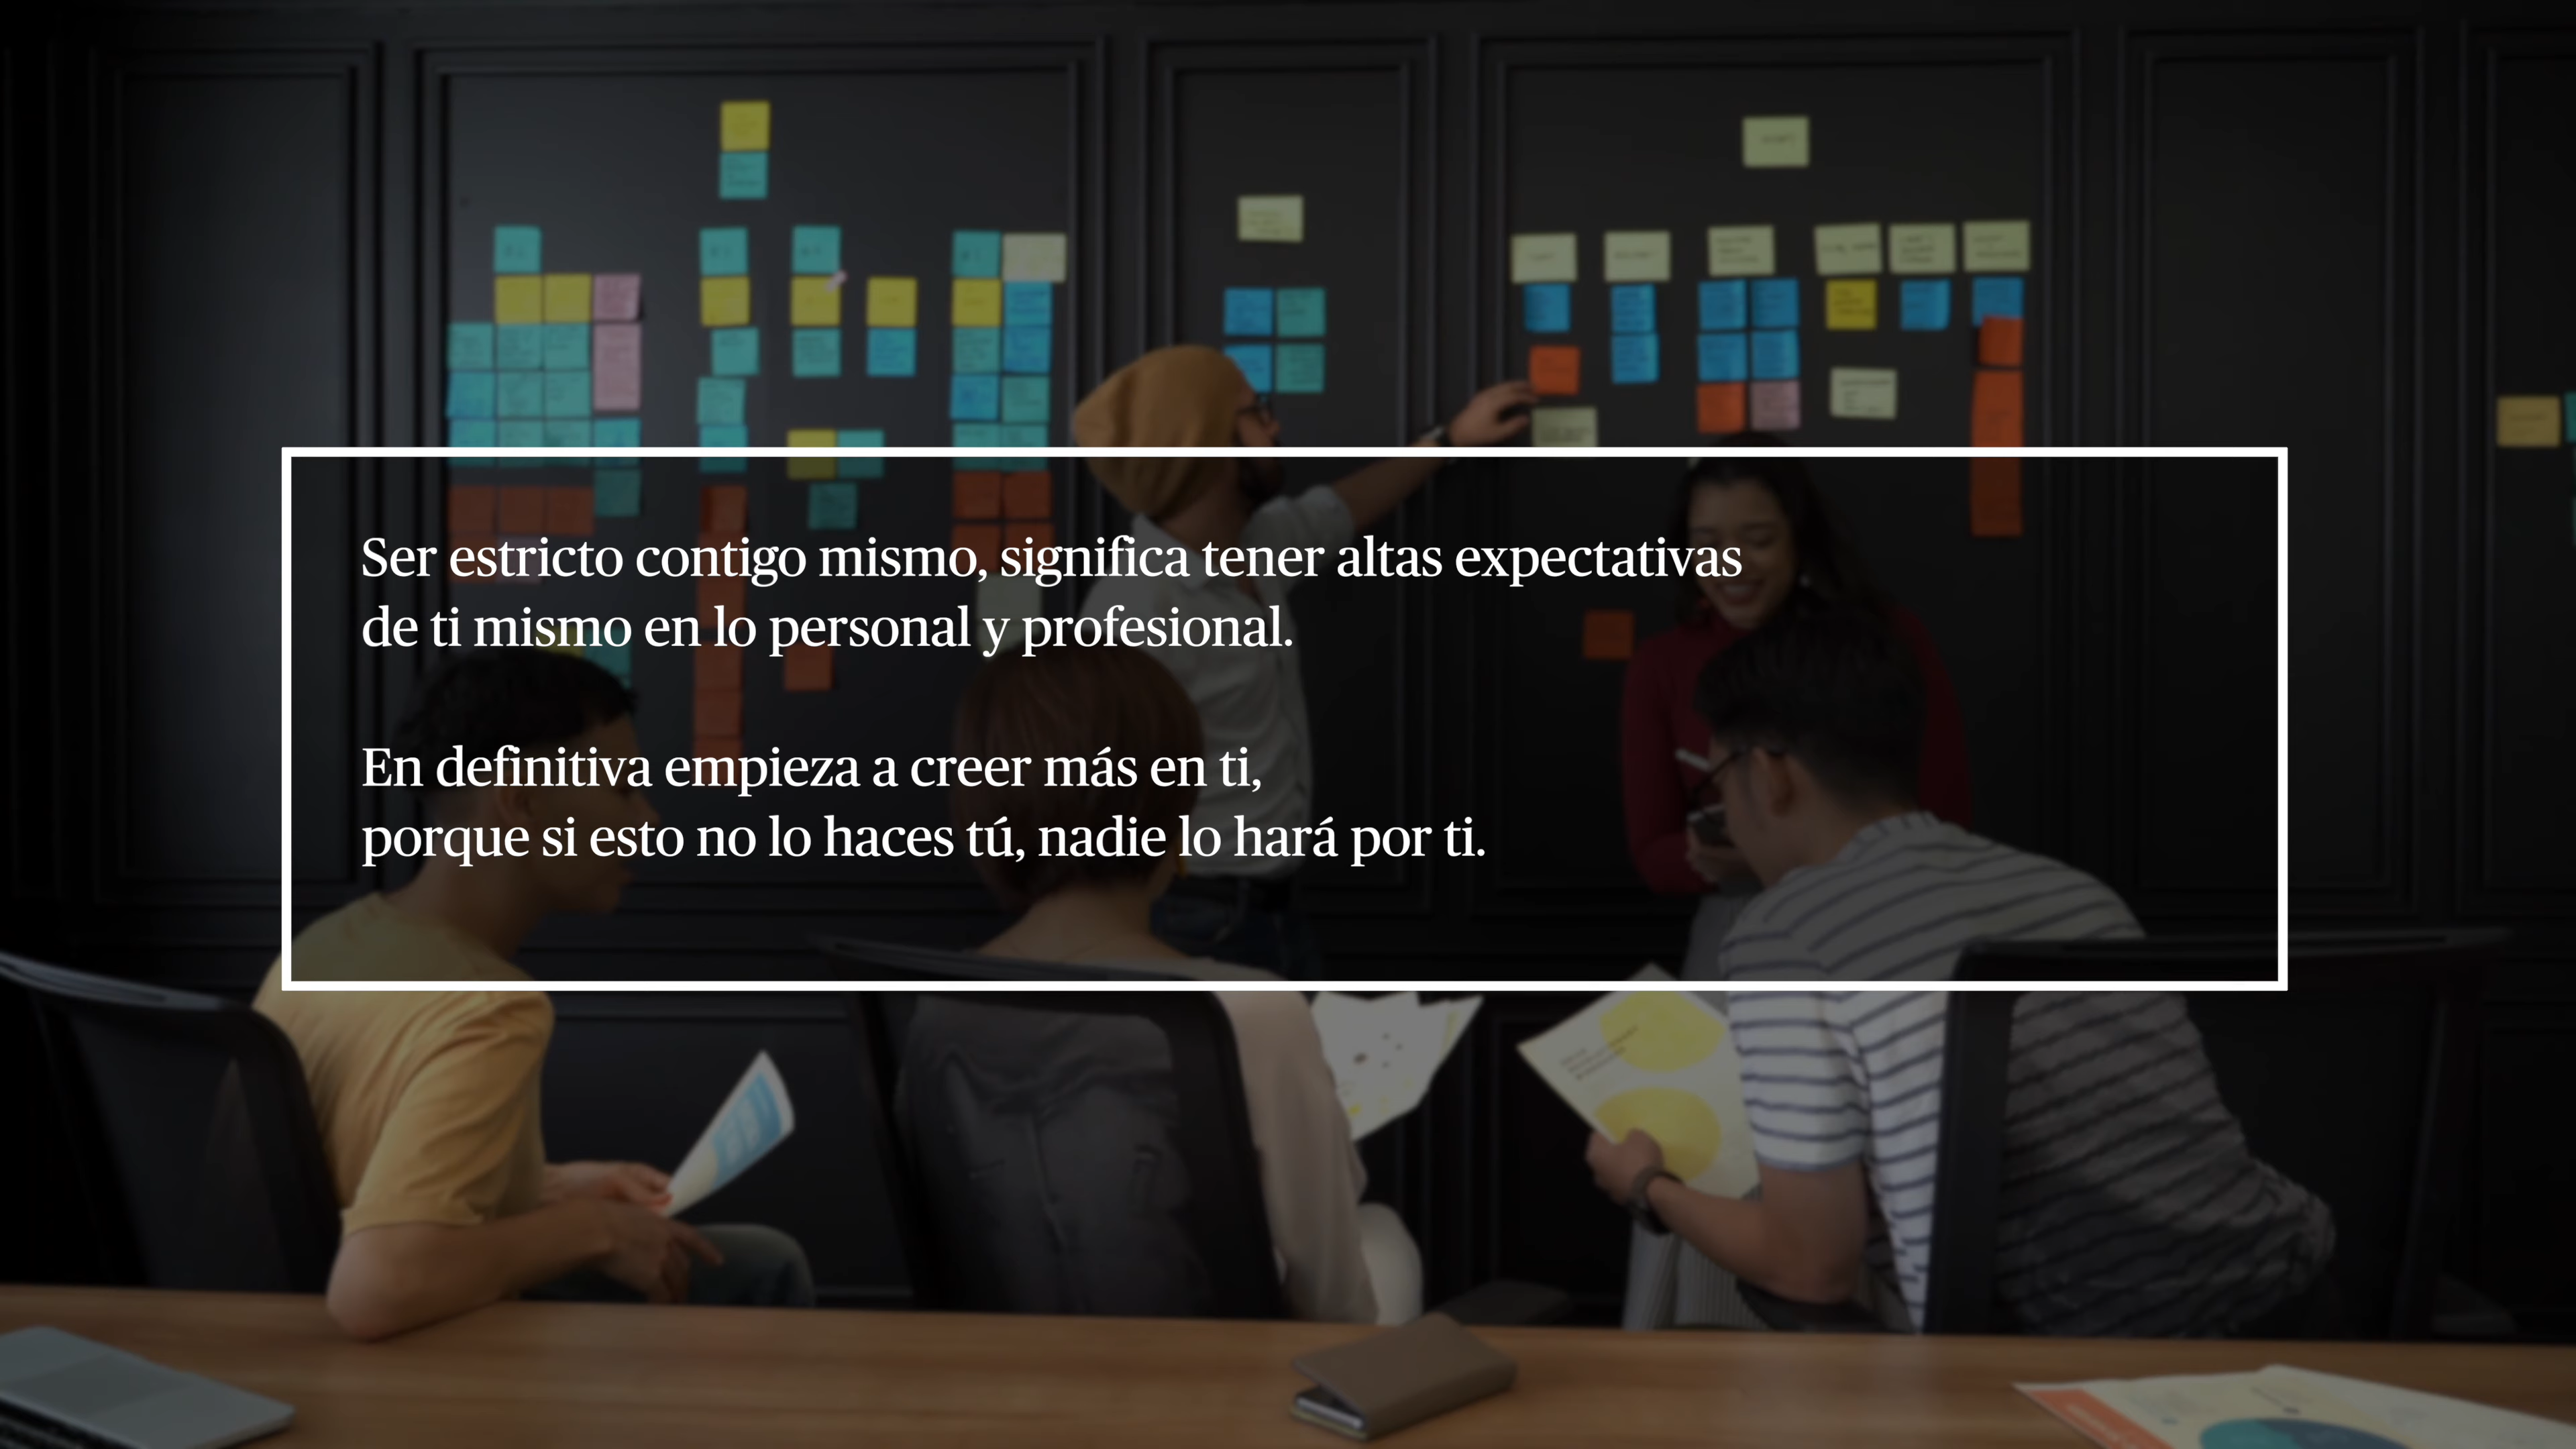 Ser estricto contigo mismo, significa tener altas expectativas
de ti mismo en lo personal y profesional.
En definitiva empieza a creer más en ti,
porque si esto no lo haces tú, nadie lo hará por ti.